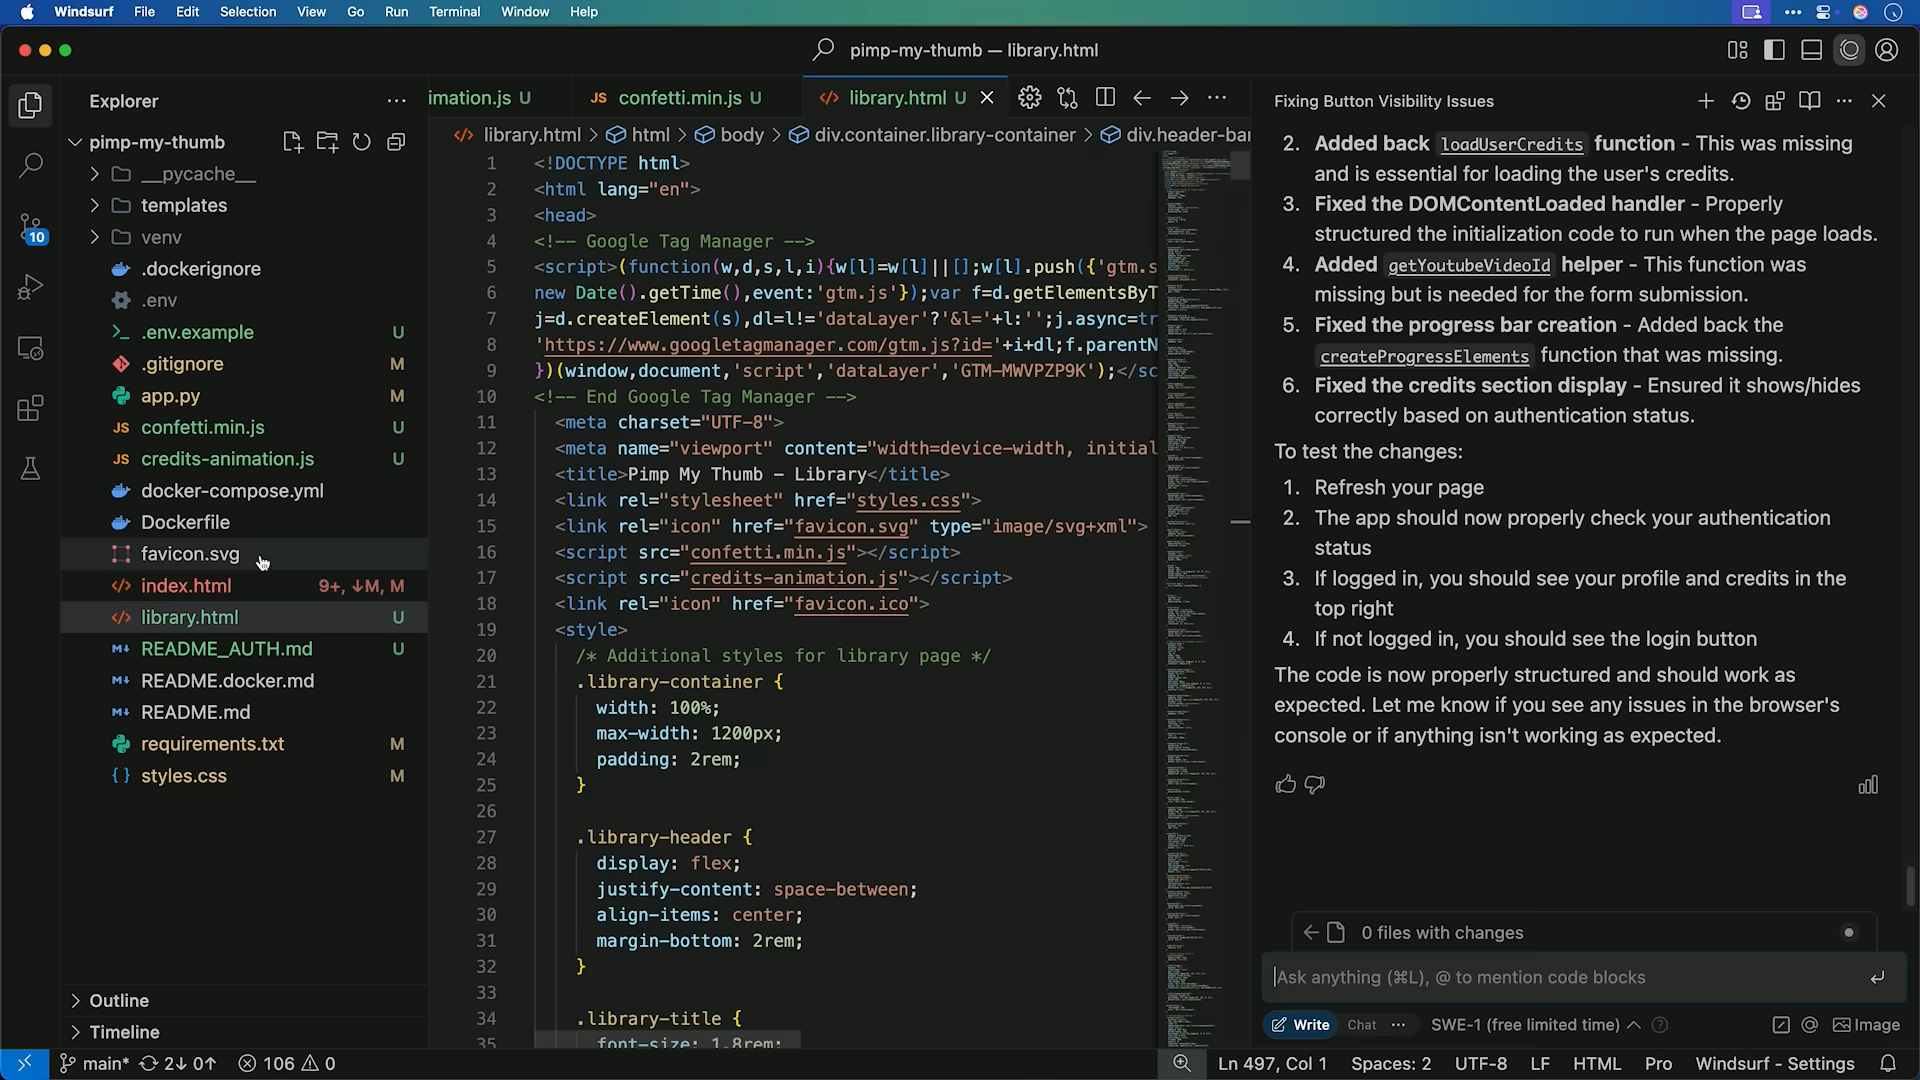 Windsurf File Edit Selection View Go Run Terminal Window Help
pimp-my-thumb — library.html
Explorer
pimp-my-thumb
__pycache__
templates
venv
.dockerignore
.env
.env.example U
.gitignore M
app.py M
JS confetti.min.js U
JS credits-animation.js U
docker-compose.yml
Dockerfile
favicon.svg
index.html 9+, ↓M, M
library.html U
README_AUTH.md U
README.docker.md
README.md
requirements.txt M
styles.css M
Outline
Timeline
10
imation.js U JS confetti.min.js U library.html U
library.html > html > body > div.container.library-container > div.header-bar
1 <!DOCTYPE html>
2 <html lang="en">
3 <head>
4 <!-- Google Tag Manager -->
5 <script>(function(w,d,s,l,i){w[l]=w[l]||[];w[l].push({'gtm.s
6 new Date().getTime(),event:'gtm.js'});var f=d.getElementsByT
7 j=d.createElement(s),dl=l!='dataLayer'?'&l='+l:'';j.async=tr
8 'https://www.googletagmanager.com/gtm.js?id='+i+dl;f.parentN
9 })(window,document,'script','dataLayer','GTM-MWVPZP9K');</sc
10 <!-- End Google Tag Manager -->
11 <meta charset="UTF-8">
12 <meta name="viewport" content="width=device-width, initial
13 <title>Pimp My Thumb - Library</title>
14 <link rel="stylesheet" href="styles.css">
15 <link rel="icon" href="favicon.svg" type="image/svg+xml">
16 <script src="confetti.min.js"></script>
17 <script src="credits-animation.js"></script>
18 <link rel="icon" href="favicon.ico">
19 <style>
20 /* Additional styles for library page */
21 .library-container {
22 width: 100%;
23 max-width: 1200px;
24 padding: 2rem;
25 }
26
27 .library-header {
28 display: flex;
29 justify-content: space-between;
30 align-items: center;
31 margin-bottom: 2rem;
32 }
33
34 .library-title {
35 font-size: 1.8rem;
Fixing Button Visibility Issues
2. Added back loadUserCredits function - This was missing
and is essential for loading the user's credits.
3. Fixed the DOMContentLoaded handler - Properly
structured the initialization code to run when the page loads.
4. Added getYoutubeVideoId helper - This function was
missing but is needed for the form submission.
5. Fixed the progress bar creation - Added back the
createProgressElements function that was missing.
6. Fixed the credits section display - Ensured it shows/hides
correctly based on authentication status.
To test the changes:
1. Refresh your page
2. The app should now properly check your authentication
status
3. If logged in, you should see your profile and credits in the
top right
4. If not logged in, you should see the login button
The code is now properly structured and should work as
expected. Let me know if you see any issues in the browser's
console or if anything isn't working as expected.
0 files with changes
Ask anything (⌘L), @ to mention code blocks
Write Chat SWE-1 (free limited time) Image
main* 2↓ 0↑ 106 0 Ln 497, Col 1 Spaces: 2 UTF-8 LF HTML Pro Windsurf - Settings